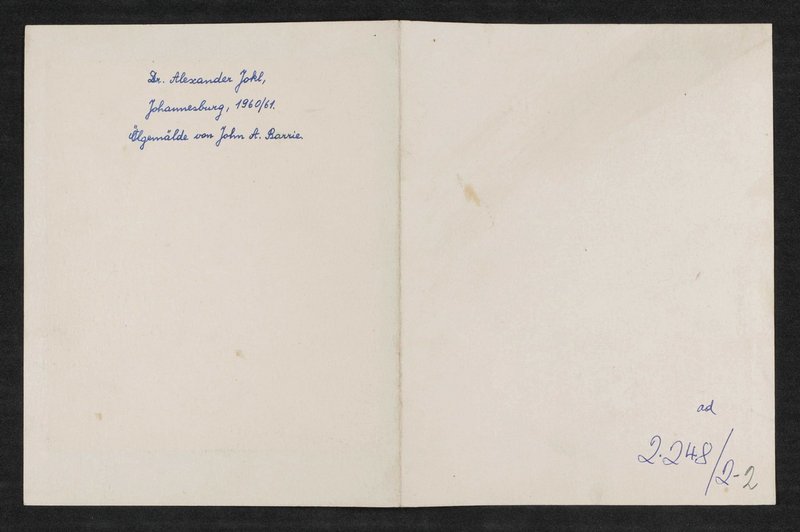 Dr. Alexander Jokl,
Johannesburg, 1960/61.
Ölgemälde von John A. Barrie.
ad
2.248/2-2